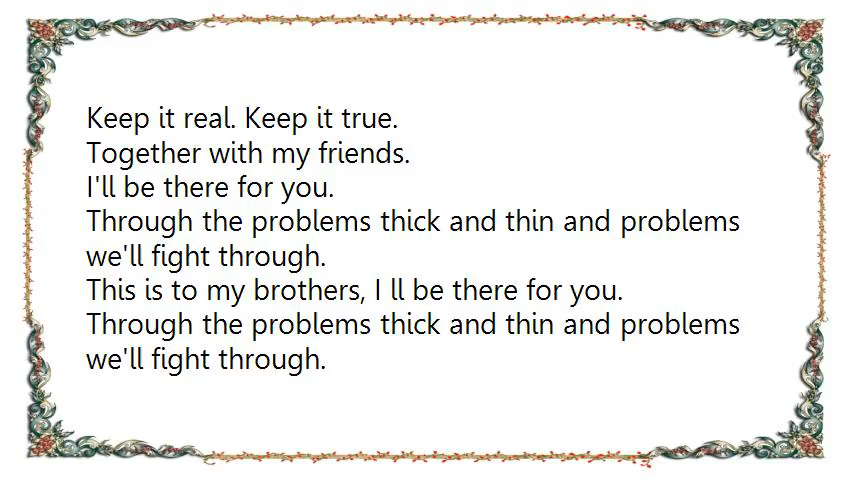 Keep it real. Keep it true.
Together with my friends.
I'll be there for you.
Through the problems thick and thin and problems
we'll fight through.
This is to my brothers, I ll be there for you.
Through the problems thick and thin and problems
we'll fight through.